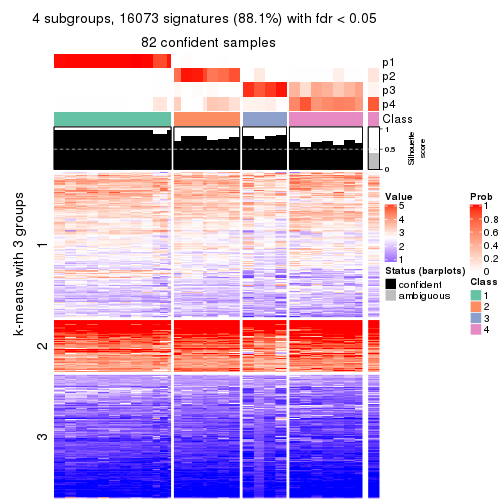 4 subgroups, 16073 signatures (88.1%) with fdr < 0.05
82 confident samples
p1
p2
p3
p4
Class
1
0.5
0
Silhouette
score
k-means with 3 groups
1
2
3
Value
5
4
3
2
1
Status (barplots)
confident
ambiguous
Prob
1
0.8
0.6
0.4
0.2
0
Class
1
2
3
4